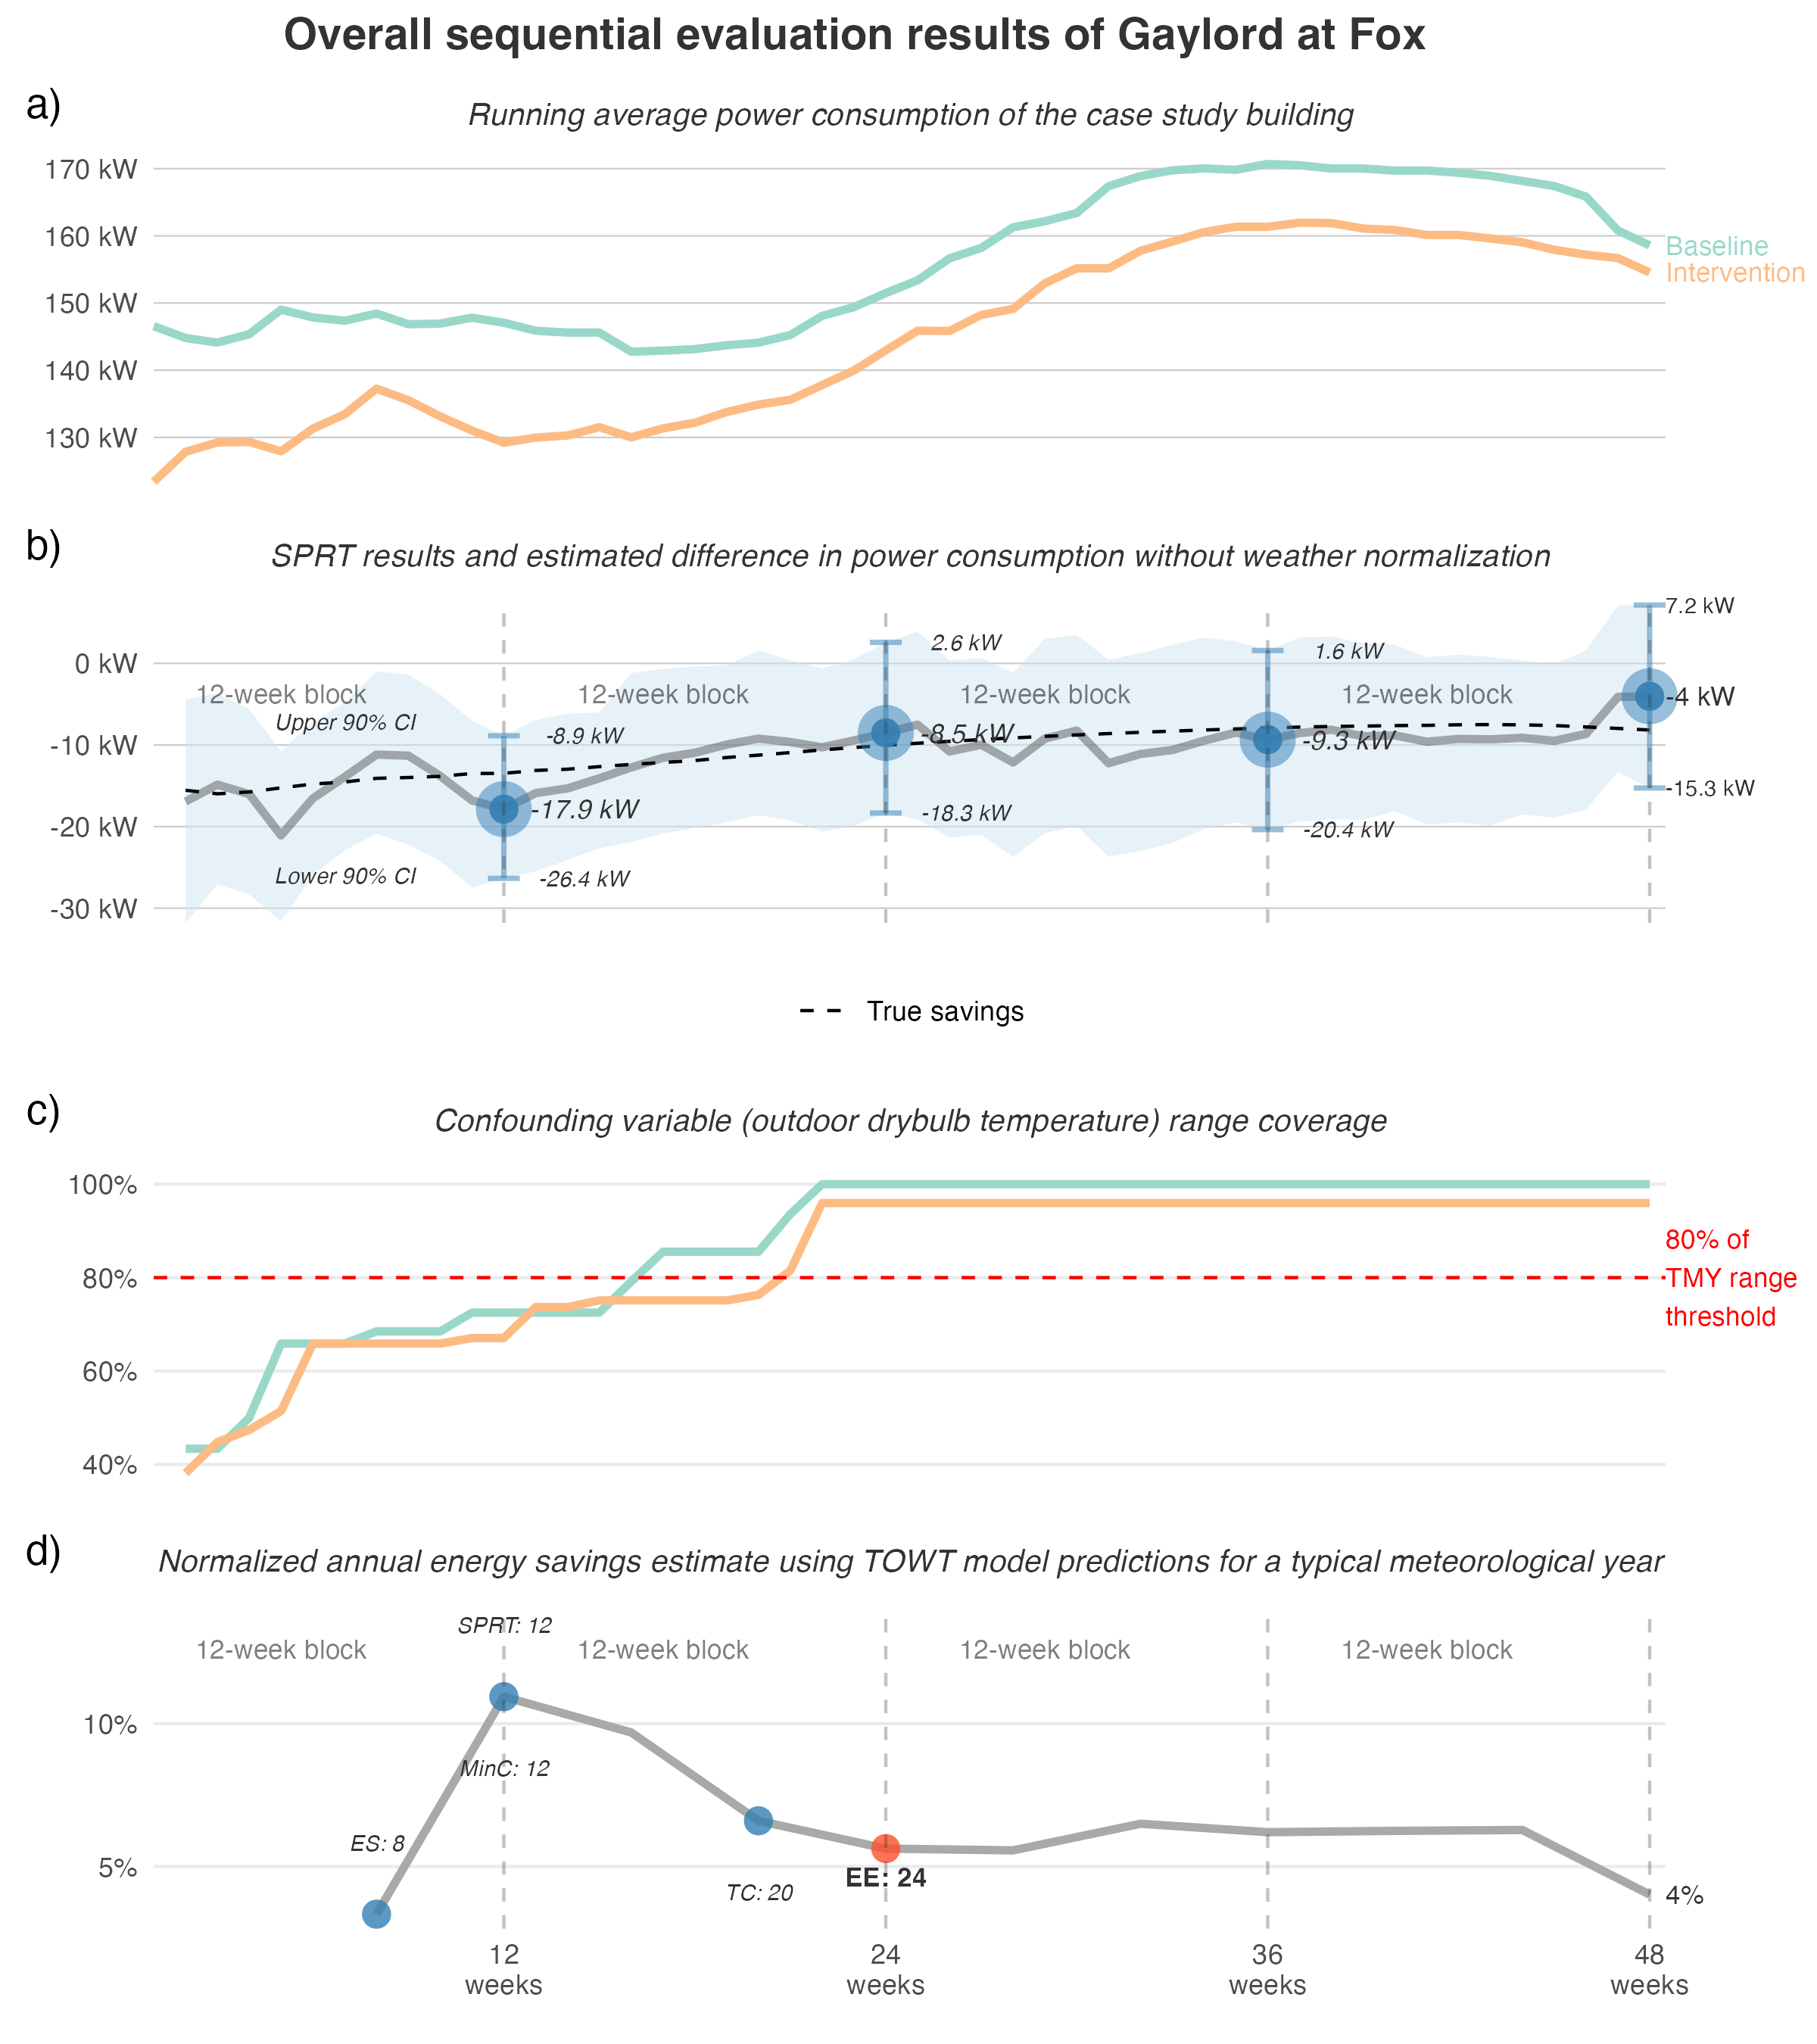 Overall sequential evaluation results of Gaylord at Fox
a)
Running average power consumption of the case study building
170 kW
160 kW
150 kW
140 kW
130 kW
Baseline
Intervention
b)
SPRT results and estimated difference in power consumption without weather normalization
0 kW
-10 kW
-20 kW
-30 kW
12-week block
12-week block
12-week block
12-week block
Upper 90% CI
Lower 90% CI
-8.9 kW
-17.9 kW
-26.4 kW
2.6 kW
-8.5 kW
-18.3 kW
1.6 kW
-9.3 kW
-20.4 kW
7.2 kW
-4 kW
-15.3 kW
True savings
c)
Confounding variable (outdoor drybulb temperature) range coverage
100%
80%
60%
40%
80% of
TMY range
threshold
d)
Normalized annual energy savings estimate using TOWT model predictions for a typical meteorological year
SPRT: 12
12-week block
12-week block
12-week block
12-week block
10%
5%
MinC: 12
ES: 8
TC: 20
EE: 24
4%
12
weeks
24
weeks
36
weeks
48
weeks